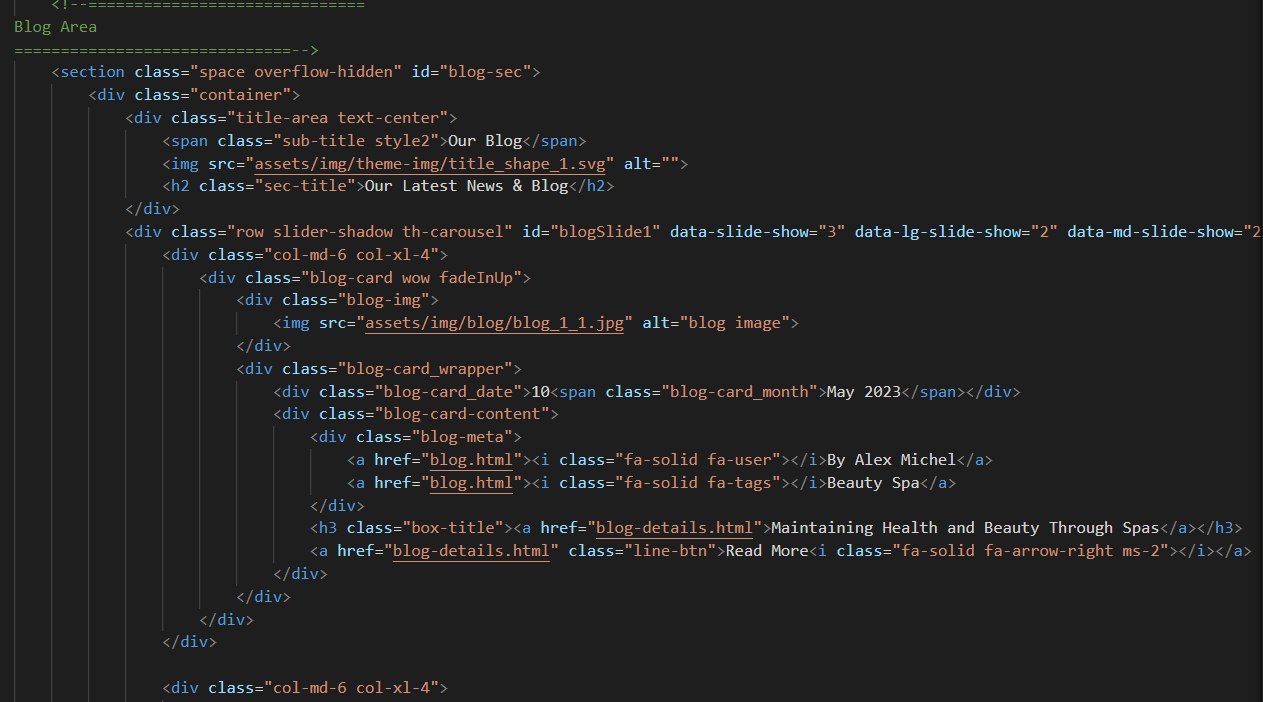 <!--==============================
Blog Area
==============================-->
<section class="space overflow-hidden" id="blog-sec">
<div class="container">
<div class="title-area text-center">
<span class="sub-title style2">Our Blog</span>
<img src="assets/img/theme-img/title_shape_1.svg" alt="">
<h2 class="sec-title">Our Latest News & Blog</h2>
</div>
<div class="row slider-shadow th-carousel" id="blogSlide1" data-slide-show="3" data-lg-slide-show="2" data-md-slide-show="2
<div class="col-md-6 col-xl-4">
<div class="blog-card wow fadeInUp">
<div class="blog-img">
<img src="assets/img/blog/blog_1_1.jpg" alt="blog image">
</div>
<div class="blog-card_wrapper">
<div class="blog-card_date">10<span class="blog-card_month">May 2023</span></div>
<div class="blog-card-content">
<div class="blog-meta">
<a href="blog.html"><i class="fa-solid fa-user"></i>By Alex Michel</a>
<a href="blog.html"><i class="fa-solid fa-tags"></i>Beauty Spa</a>
</div>
<h3 class="box-title"><a href="blog-details.html">Maintaining Health and Beauty Through Spas</a></h3>
<a href="blog-details.html" class="line-btn">Read More<i class="fa-solid fa-arrow-right ms-2"></i></a>
</div>
</div>
</div>
</div>
<div class="col-md-6 col-xl-4">